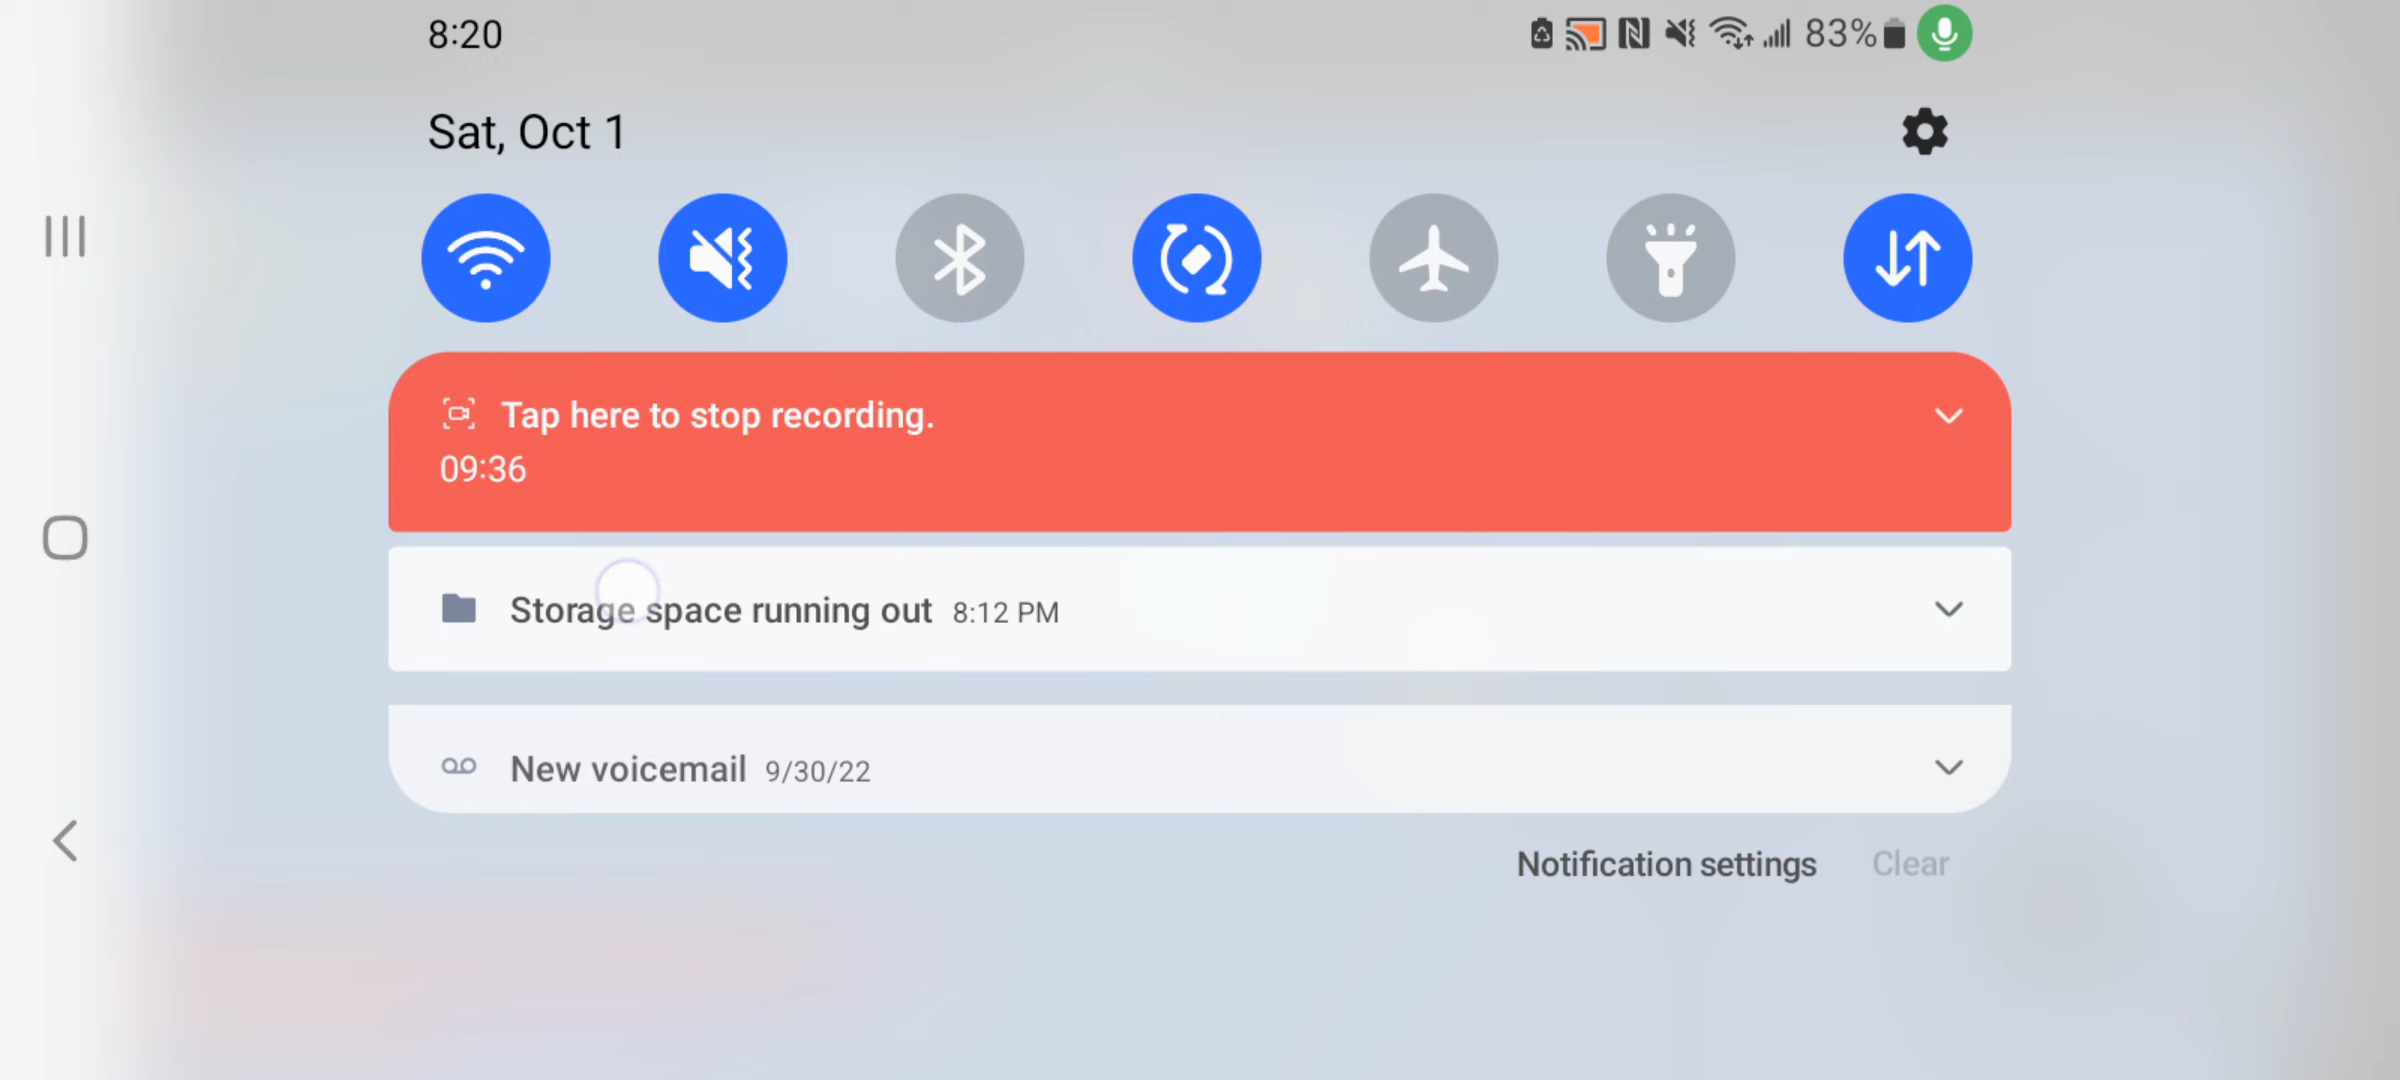 8:20
83%
Sat, Oct 1
Tap here to stop recording.
09:36
Storage space running out 8:12 PM
New voicemail 9/30/22
Notification settings Clear